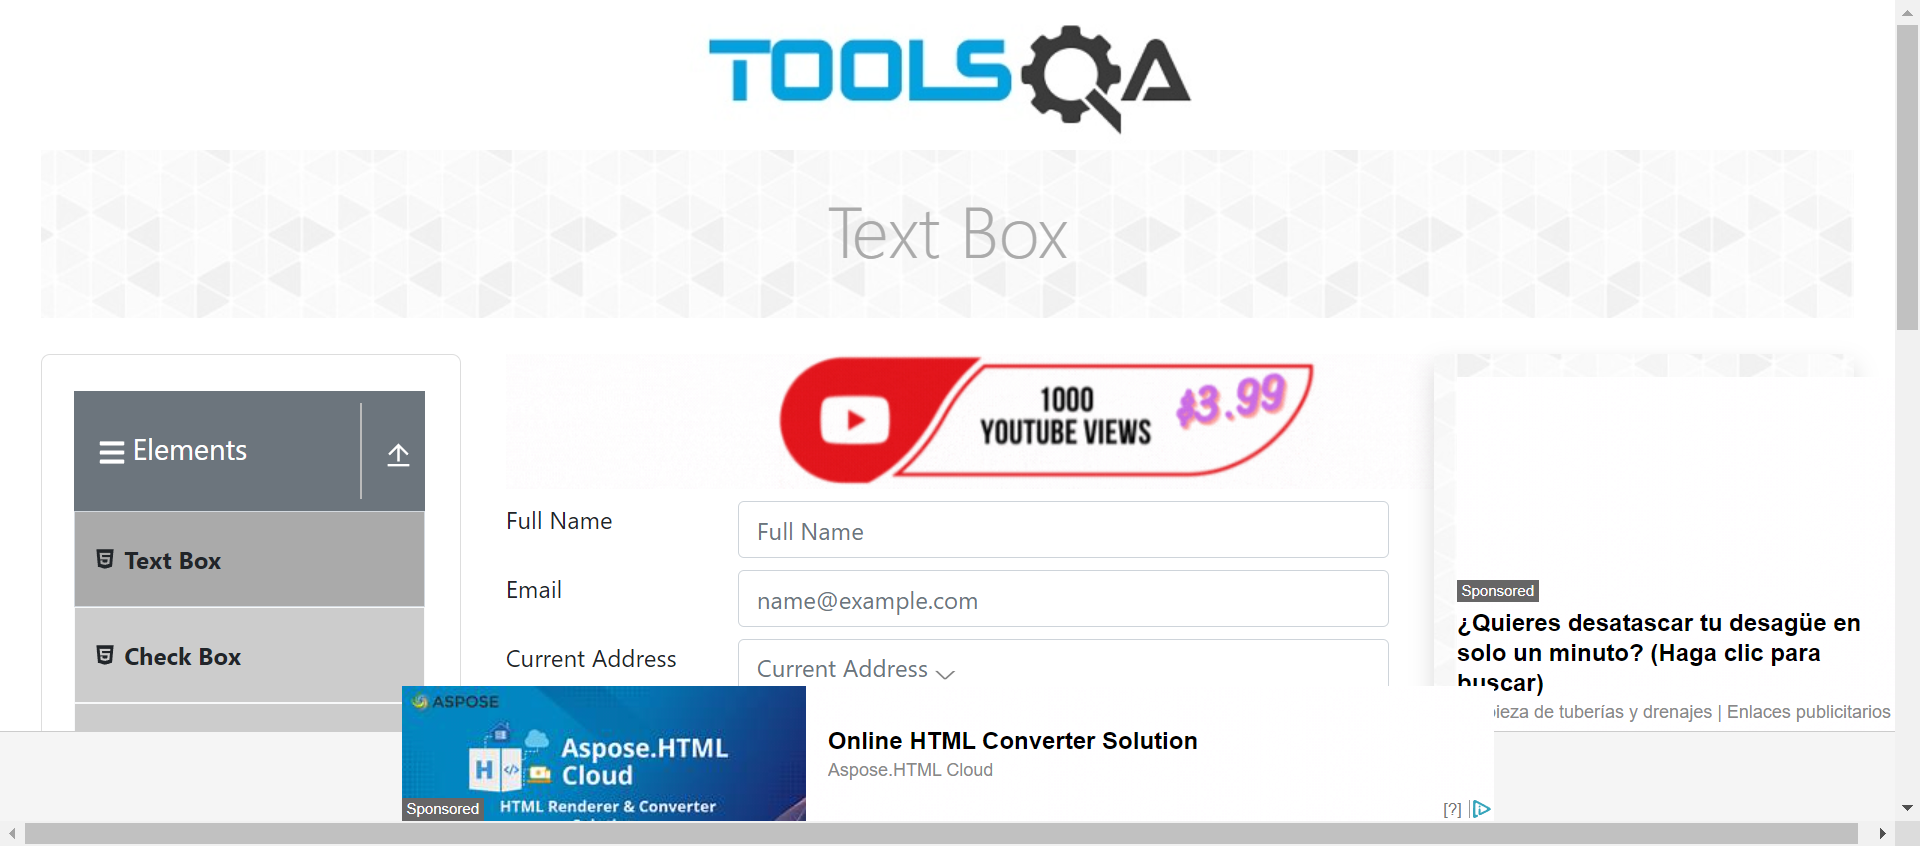 TOOLSQA
Text Box
Elements
Text Box
Check Box
1000
YOUTUBE VIEWS
$3.99
Full Name
Full Name
Email
name@example.com
Current Address
Current Address
Sponsored
¿Quieres desatascar tu desagüe en
solo un minuto? (Haga clic para
buscar)
pieza de tuberías y drenajes | Enlaces publicitarios
ASPOSE
Aspose.HTML
Cloud
HTML Renderer & Converter
Sponsored
Online HTML Converter Solution
Aspose.HTML Cloud
[?]